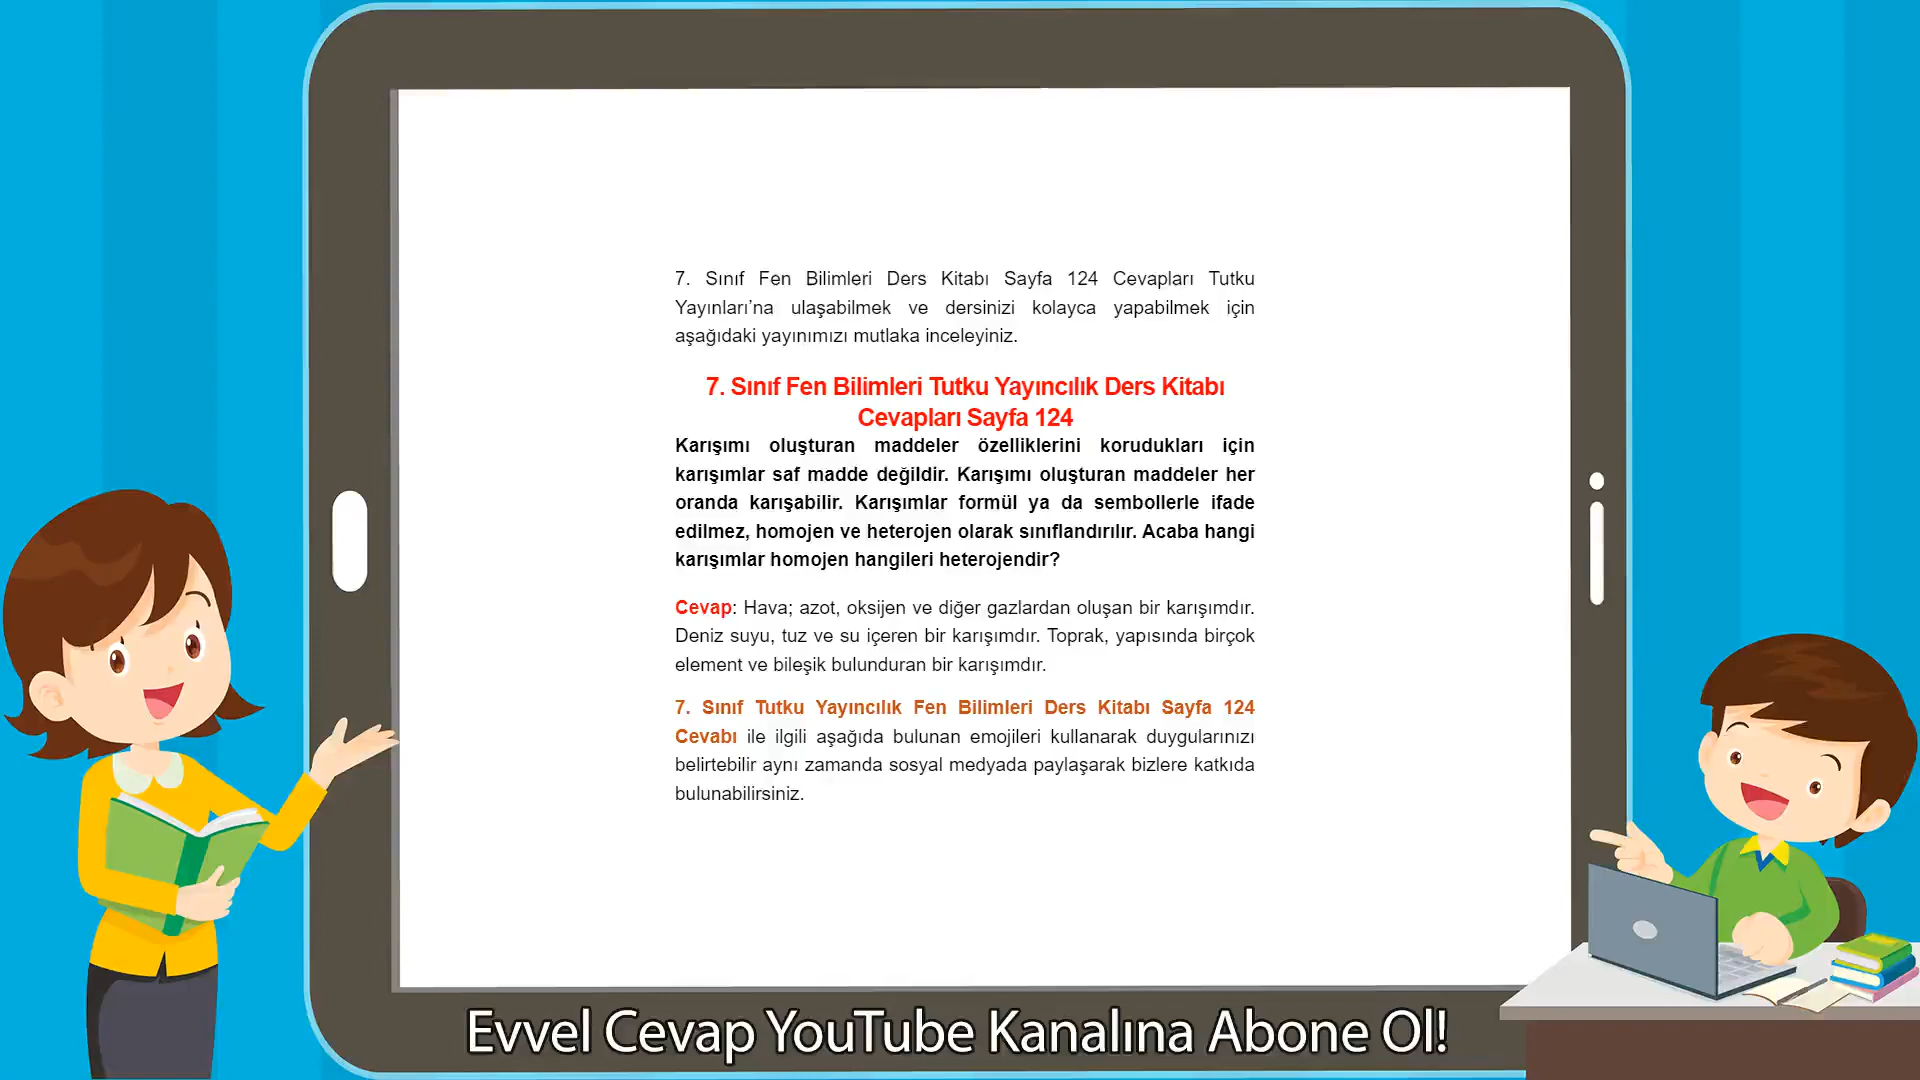 7. Sınıf Fen Bilimleri Ders Kitabı Sayfa 124 Cevapları Tutku
Yayınları’na ulaşabilmek ve dersinizi kolayca yapabilmek için
aşağıdaki yayınımızı mutlaka inceleyiniz.
7. Sınıf Fen Bilimleri Tutku Yayıncılık Ders Kitabı
Cevapları Sayfa 124
Karışımı oluşturan maddeler özelliklerini korudukları için
karışımlar saf madde değildir. Karışımı oluşturan maddeler her
oranda karışabilir. Karışımlar formül ya da sembollerle ifade
edilmez, homojen ve heterojen olarak sınıflandırılır. Acaba hangi
karışımlar homojen hangileri heterojendir?
Cevap: Hava; azot, oksijen ve diğer gazlardan oluşan bir karışımdır.
Deniz suyu, tuz ve su içeren bir karışımdır. Toprak, yapısında birçok
element ve bileşik bulunduran bir karışımdır.
7. Sınıf Tutku Yayıncılık Fen Bilimleri Ders Kitabı Sayfa 124
Cevabı ile ilgili aşağıda bulunan emojileri kullanarak duygularınızı
belirtebilir aynı zamanda sosyal medyada paylaşarak bizlere katkıda
bulunabilirsiniz.
Evvel Cevap YouTube Kanalına Abone Ol!